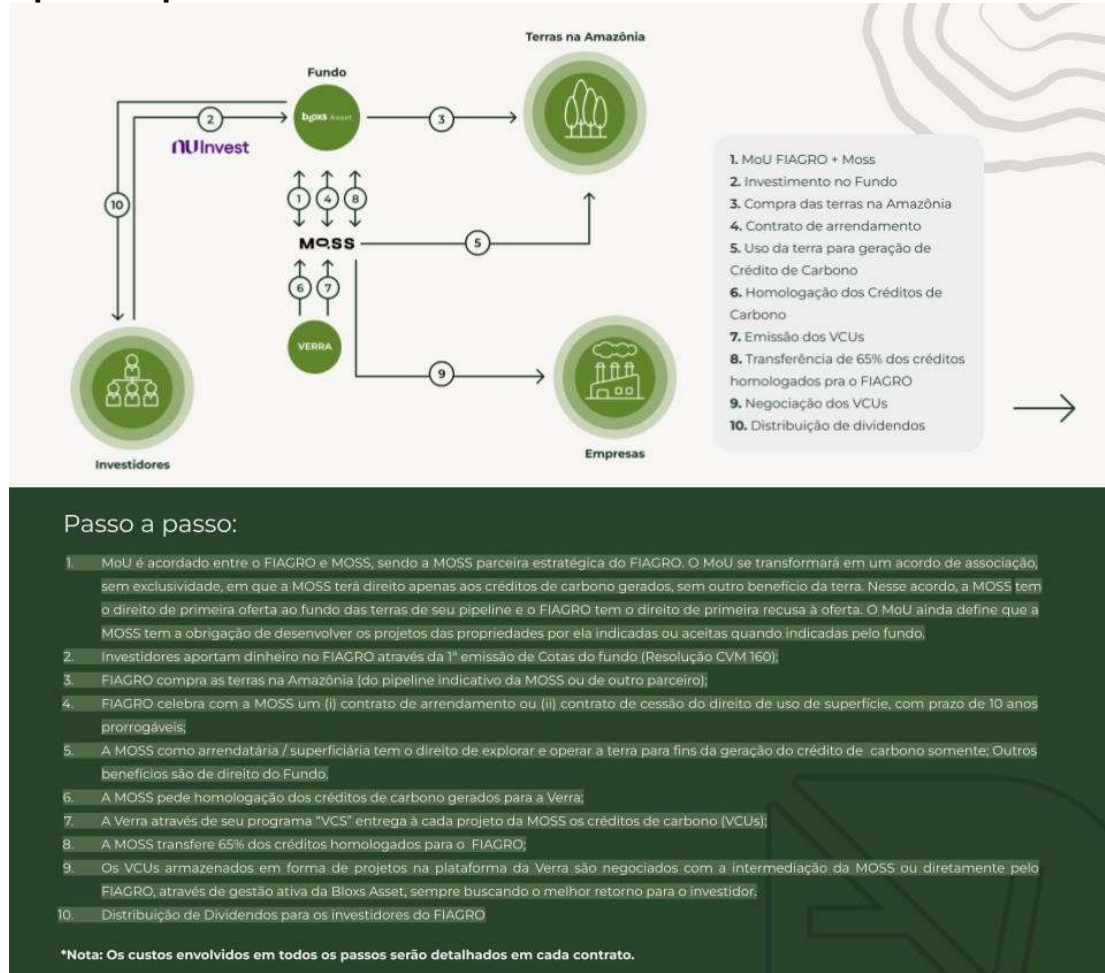 Terras na Amazônia
Fundo
bloxs Asset
2
3
NUInvest
10
1
4
8
MOSS
5
6
7
VERRA
9
Investidores
Empresas
1. MoU FIAGRO + Moss
2. Investimento no Fundo
3. Compra das terras na Amazônia
4. Contrato de arrendamento
5. Uso da terra para geração de
Crédito de Carbono
6. Homologação dos Créditos de
Carbono
7. Emissão dos VCUs
8. Transferência de 65% dos créditos
homologados pra o FIAGRO
9. Negociação dos VCUs
10. Distribuição de dividendos
Passo a passo:
1. MoU é acordado entre o FIAGRO e MOSS, sendo a MOSS parceira estratégica do FIAGRO. O MoU se transformará em um acordo de associação,
sem exclusividade, em que a MOSS terá direito apenas aos créditos de carbono gerados, sem outro benefício da terra. Nesse acordo, a MOSS tem
o direito de primeira oferta ao fundo das terras de seu pipeline e o FIAGRO tem o direito de primeira recusa à oferta. O MoU ainda define que a
MOSS tem a obrigação de desenvolver os projetos das propriedades por ela indicadas ou aceitas quando indicadas pelo fundo.
2. Investidores aportam dinheiro no FIAGRO através da 1ª emissão de Cotas do fundo (Resolução CVM 160);
3. FIAGRO compra as terras na Amazônia (do pipeline indicativo da MOSS ou de outro parceiro);
4. FIAGRO celebra com a MOSS um (i) contrato de arrendamento ou (ii) contrato de cessão do direito de uso de superfície, com prazo de 10 anos
prorrogáveis;
5. A MOSS como arrendatária / superficiária tem o direito de explorar e operar a terra para fins da geração do crédito de carbono somente; Outros
benefícios são de direito do Fundo.
6. A MOSS pede homologação dos créditos de carbono gerados para a Verra;
7. A Verra através de seu programa “VCS” entrega à cada projeto da MOSS os créditos de carbono (VCUs);
8. A MOSS transfere 65% dos créditos homologados para o FIAGRO;
9. Os VCUs armazenados em forma de projetos na plataforma da Verra são negociados com a intermediação da MOSS ou diretamente pelo
FIAGRO, através de gestão ativa da Bloxs Asset, sempre buscando o melhor retorno para o investidor.
10. Distribuição de Dividendos para os investidores do FIAGRO
*Nota: Os custos envolvidos em todos os passos serão detalhados em cada contrato.